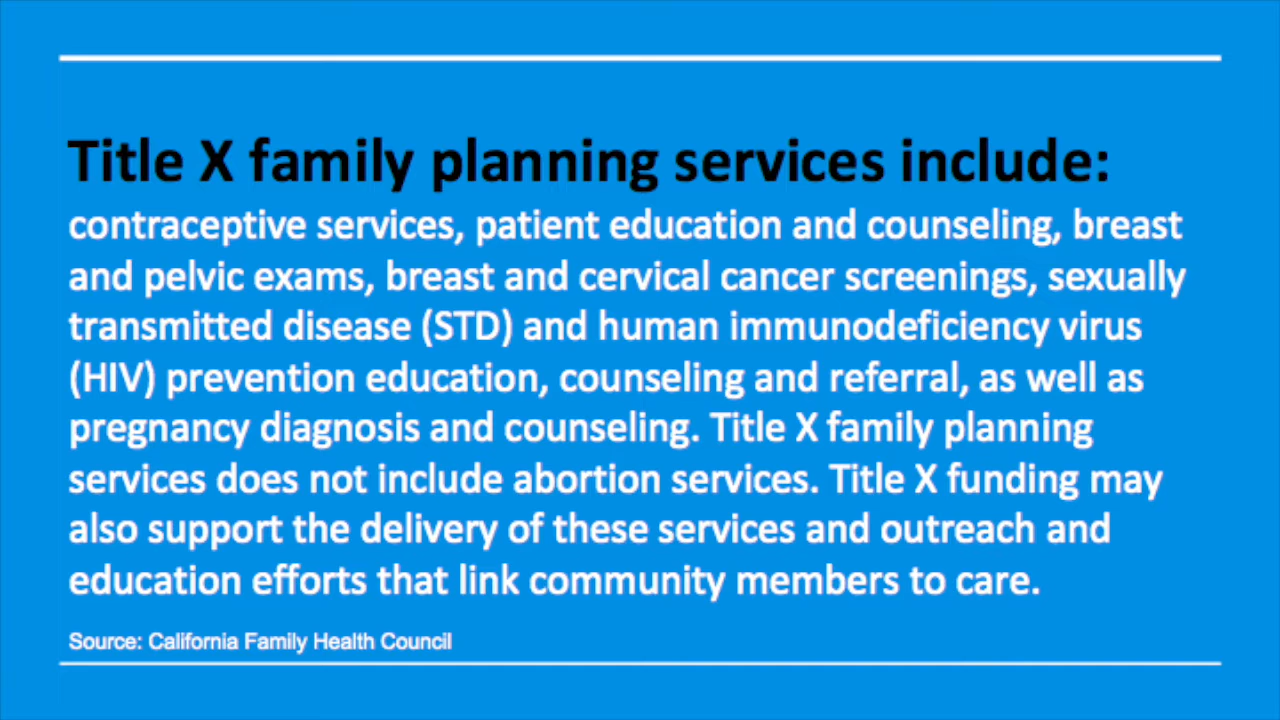 Title X family planning services include:
contraceptive services, patient education and counseling, breast
and pelvic exams, breast and cervical cancer screenings, sexually
transmitted disease (STD) and human immunodeficiency virus
(HIV) prevention education, counseling and referral, as well as
pregnancy diagnosis and counseling. Title X family planning
services does not include abortion services. Title X funding may
also support the delivery of these services and outreach and
education efforts that link community members to care.
Source: California Family Health Council